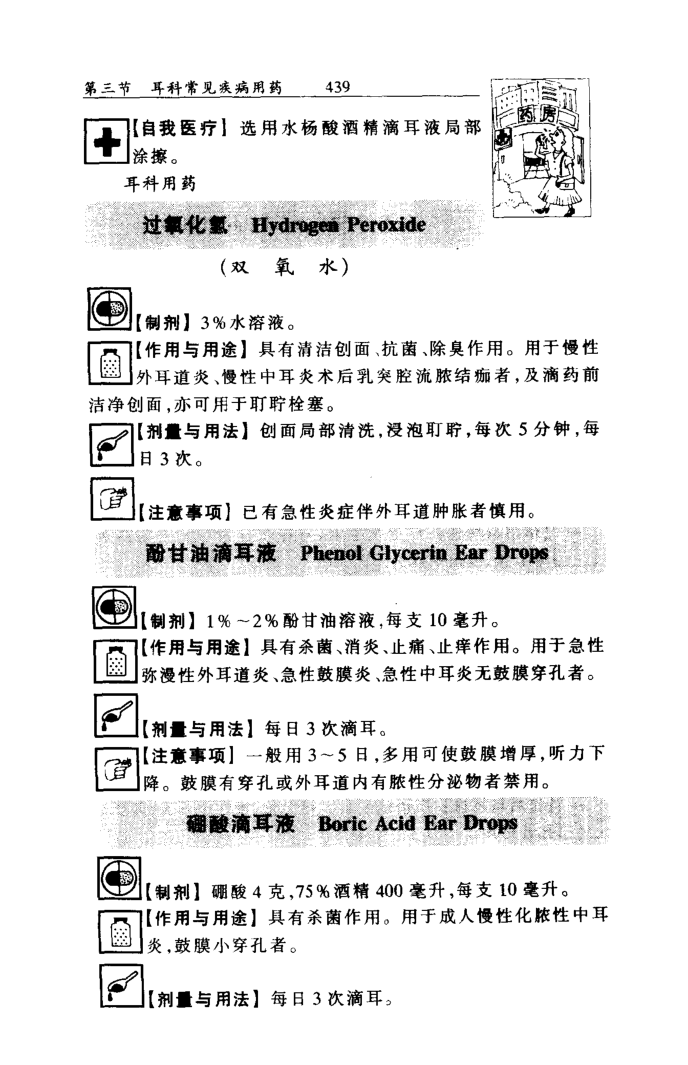 第三节 耳科常见疾病用药 439
【自我医疗】选用水杨酸酒精滴耳液局部
涂擦。
药房
耳科用药
过氧化氢 Hydrogen Peroxide
(双氧水)
【制剂】3%水溶液。
【作用与用途】具有清洁创面、抗菌、除臭作用。用于慢性
外耳道炎、慢性中耳炎术后乳突腔流脓结痂者,及滴药前
洁净创面,亦可用于耵聍栓塞。
【剂量与用法】创面局部清洗,浸泡耵聍,每次5分钟,每
日3次。
【注意事项】已有急性炎症伴外耳道肿胀者慎用。
酚甘油滴耳液 Phenol Glycerin Ear Drops
【制剂】1%~2%酚甘油溶液,每支10毫升。
【作用与用途】具有杀菌、消炎、止痛、止痒作用。用于急性
弥漫性外耳道炎、急性鼓膜炎、急性中耳炎无鼓膜穿孔者。
【剂量与用法】每日3次滴耳。
【注意事项】一般用3~5日,多用可使鼓膜增厚,听力下
降。鼓膜有穿孔或外耳道内有脓性分泌物者禁用。
硼酸滴耳液 Boric Acid Ear Drops
【制剂】硼酸4克,75%酒精400毫升,每支10毫升。
【作用与用途】具有杀菌作用。用于成人慢性化脓性中耳
炎,鼓膜小穿孔者。
【剂量与用法】每日3次滴耳。